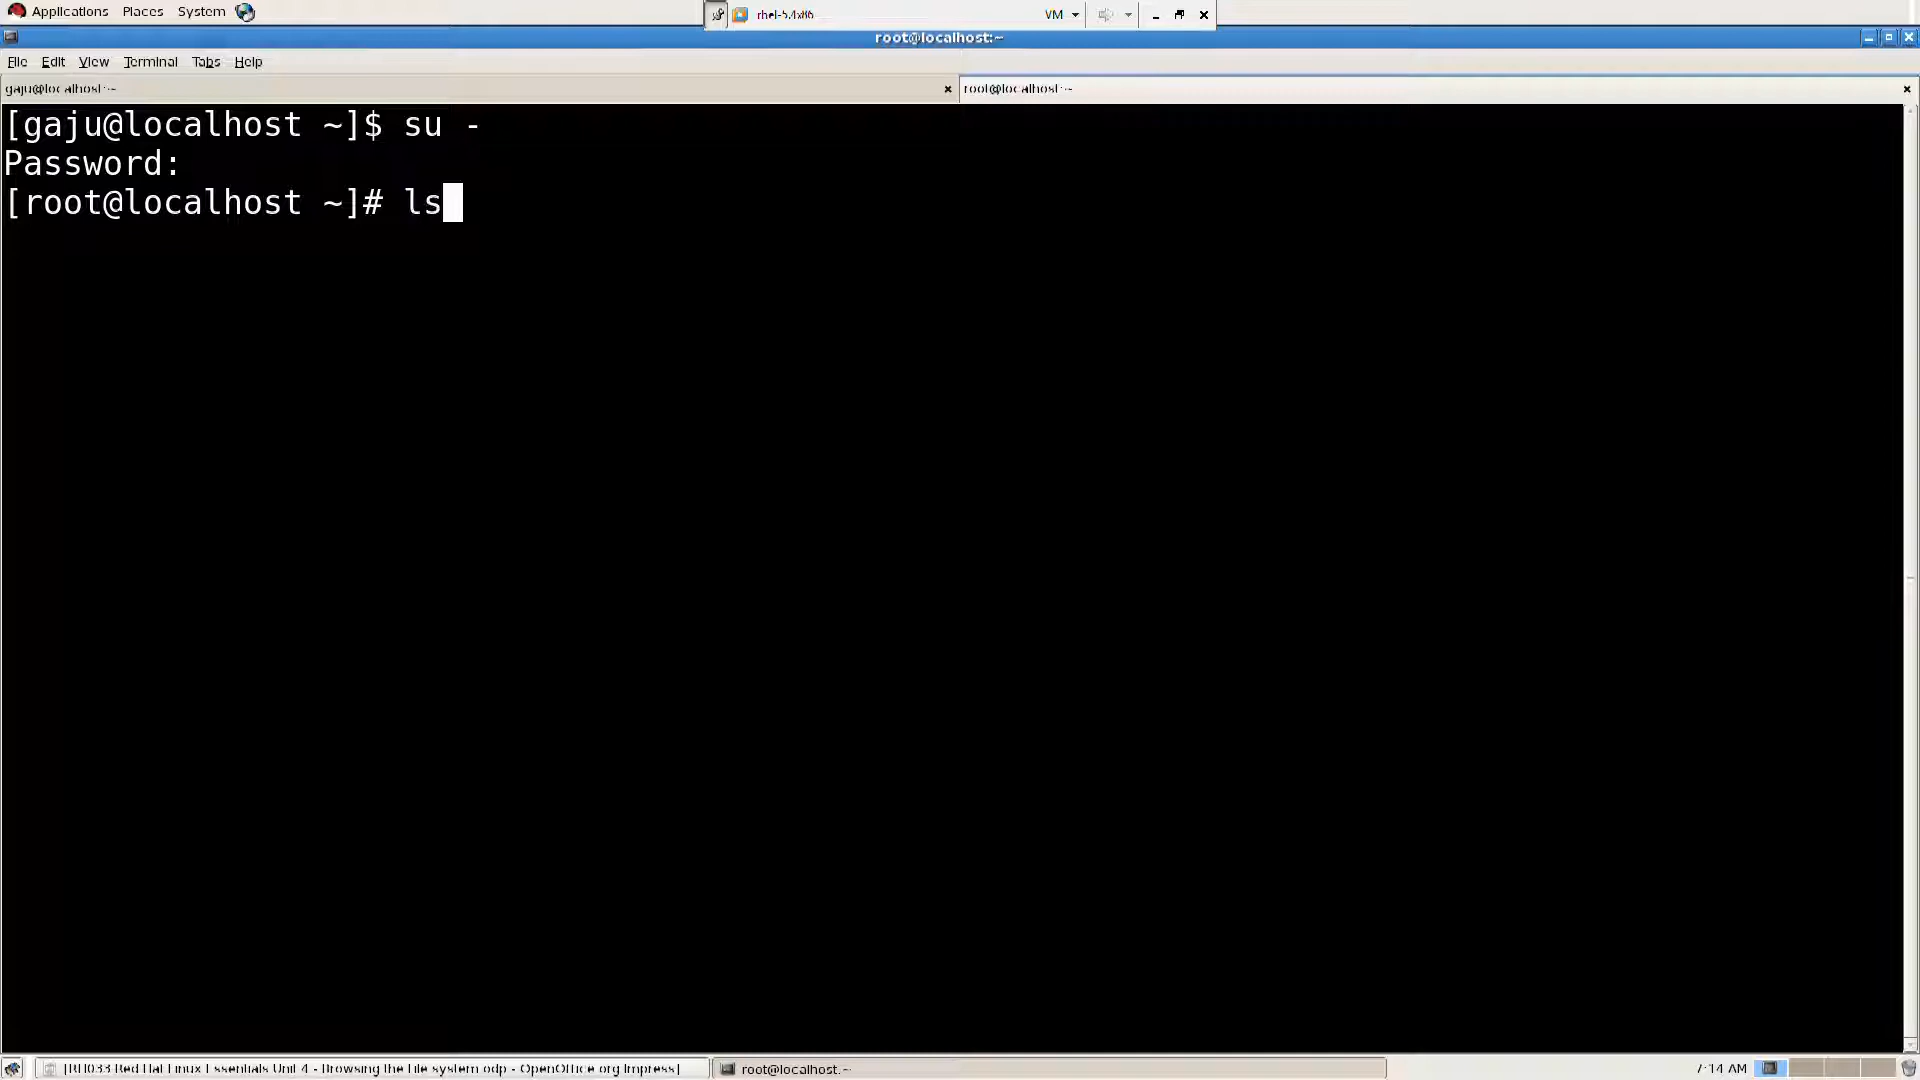 Applications Places System
rhel-5.4x86 VM
root@localhost:~
File Edit View Terminal Tabs Help
gaju@localhost:~
root@localhost:~
[gaju@localhost ~]$ su -
Password:
[root@localhost ~]# ls
[RH033 Red Hat Linux Essentials Unit 4 - Browsing the File system.odp - OpenOffice.org Impress]
root@localhost:~
7:14 AM